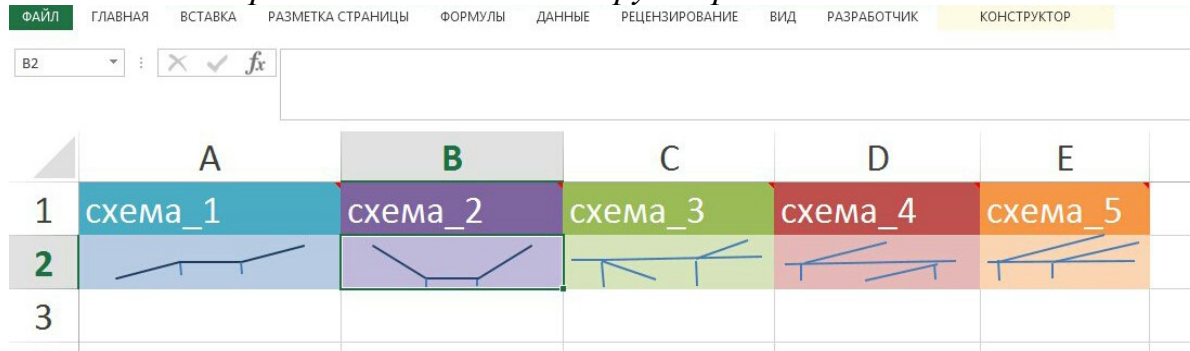 ФАЙЛ ГЛАВНАЯ ВСТАВКА РАЗМЕТКА СТРАНИЦЫ ФОРМУЛЫ ДАННЫЕ РЕЦЕНЗИРОВАНИЕ ВИД РАЗРАБОТЧИК КОНСТРУКТОР
B2 fx
A B C D E
1 схема_1 схема_2 схема_3 схема_4 схема_5
2
3